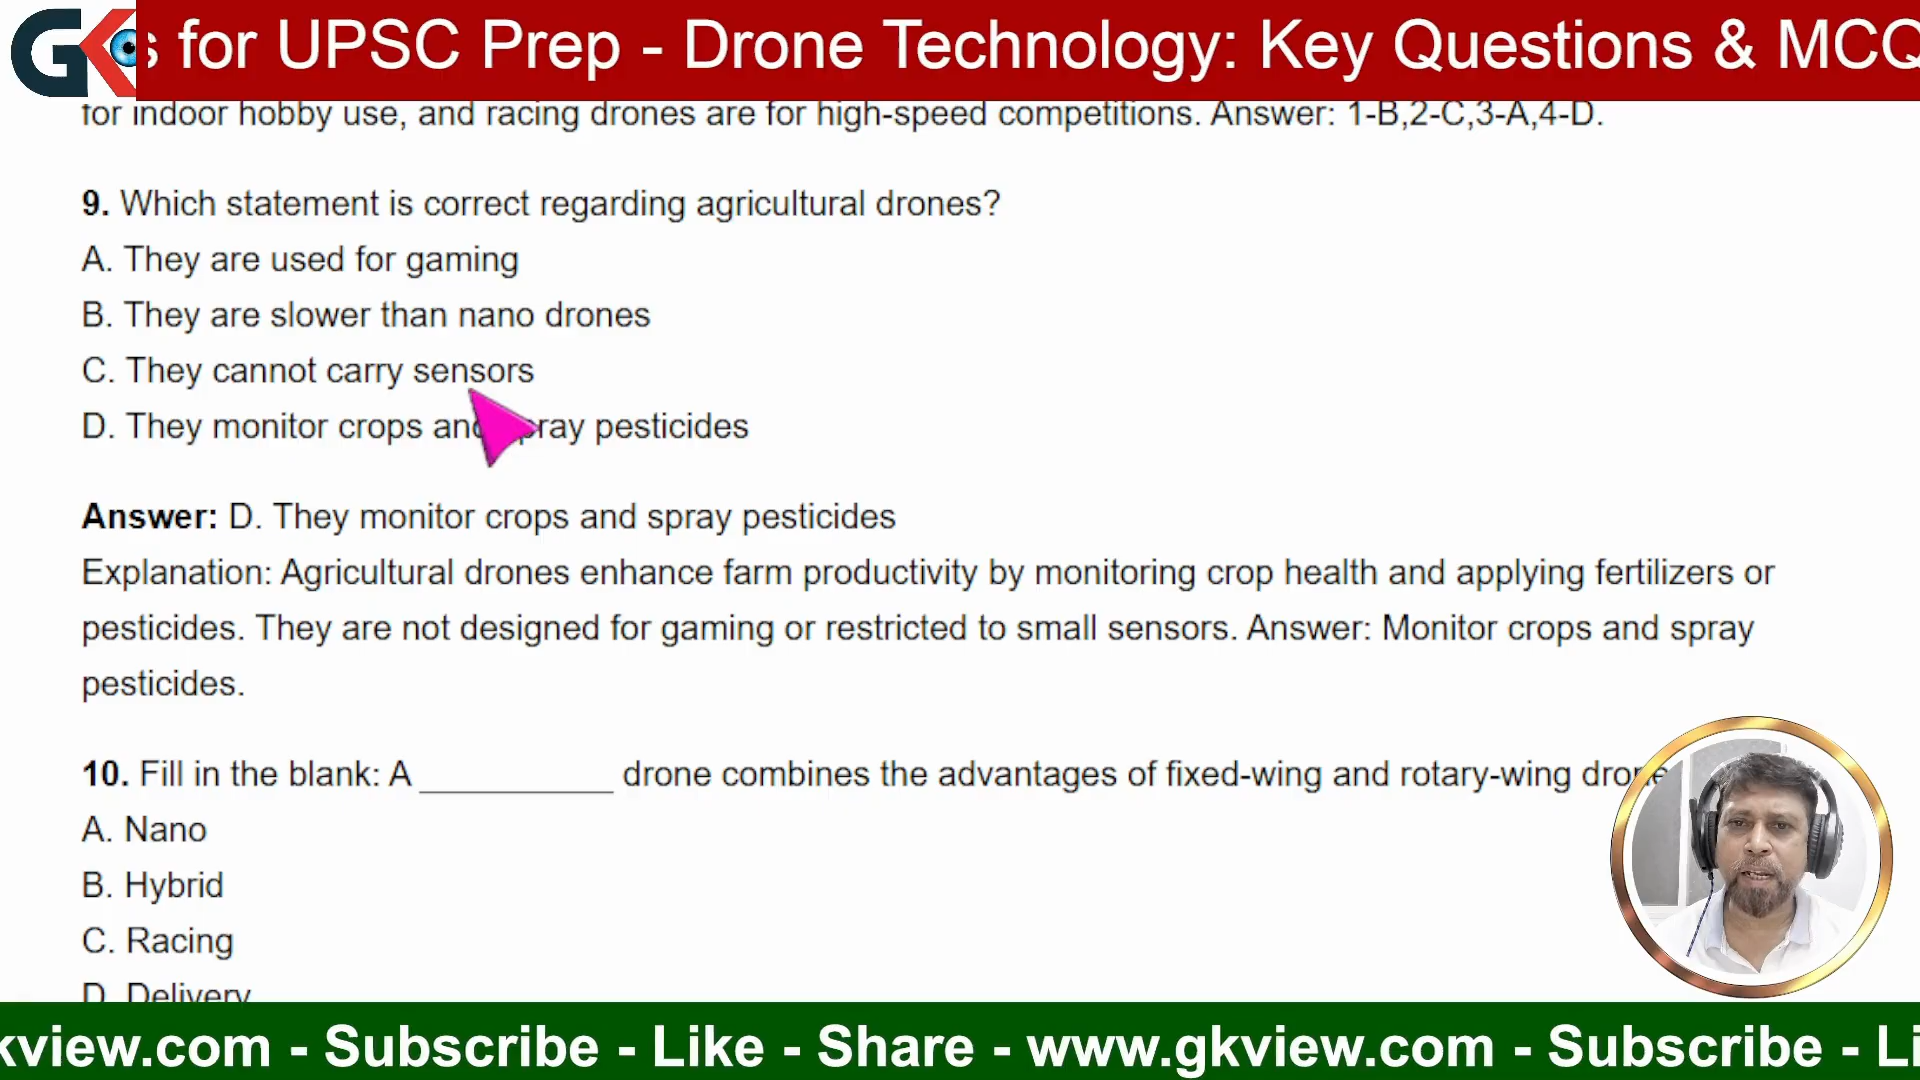 GK
s for UPSC Prep - Drone Technology: Key Questions & MCQ
for indoor hobby use, and racing drones are for high-speed competitions. Answer: 1-B,2-C,3-A,4-D.
9. Which statement is correct regarding agricultural drones?
A. They are used for gaming
B. They are slower than nano drones
C. They cannot carry sensors
D. They monitor crops and spray pesticides
Answer: D. They monitor crops and spray pesticides
Explanation: Agricultural drones enhance farm productivity by monitoring crop health and applying fertilizers or
pesticides. They are not designed for gaming or restricted to small sensors. Answer: Monitor crops and spray
pesticides.
10. Fill in the blank: A __________ drone combines the advantages of fixed-wing and rotary-wing drone
A. Nano
B. Hybrid
C. Racing
D. Delivery
kview.com - Subscribe - Like - Share - www.gkview.com - Subscribe - Li